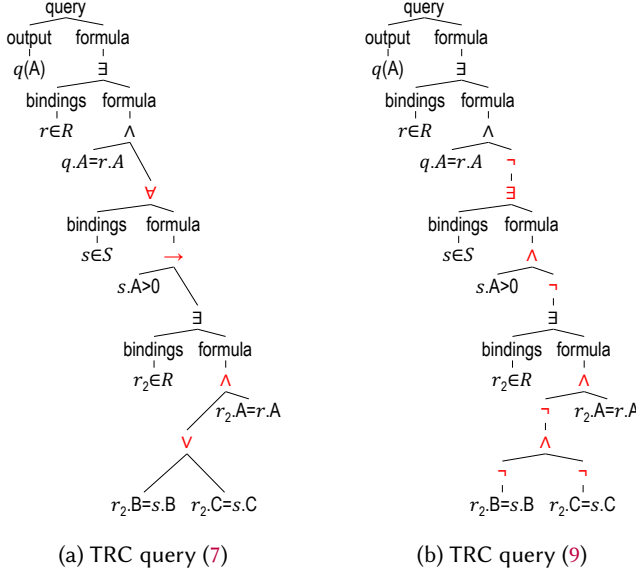 query
output formula
q(A) ∃
bindings formula
r∈R ∧
q.A=r.A
∀
bindings formula
s∈S →
s.A>0
∃
bindings formula
r₂∈R ∧
r₂.A=r.A
∨
r₂.B=s.B r₂.C=s.C
(a) TRC query (7)
query
output formula
q(A) ∃
bindings formula
r∈R ∧
q.A=r.A ¬
∃
bindings formula
s∈S ∧
s.A>0 ¬
∃
bindings formula
r₂∈R ∧
¬ r₂.A=r.A
∧
¬ ¬
r₂.B=s.B r₂.C=s.C
(b) TRC query (9)